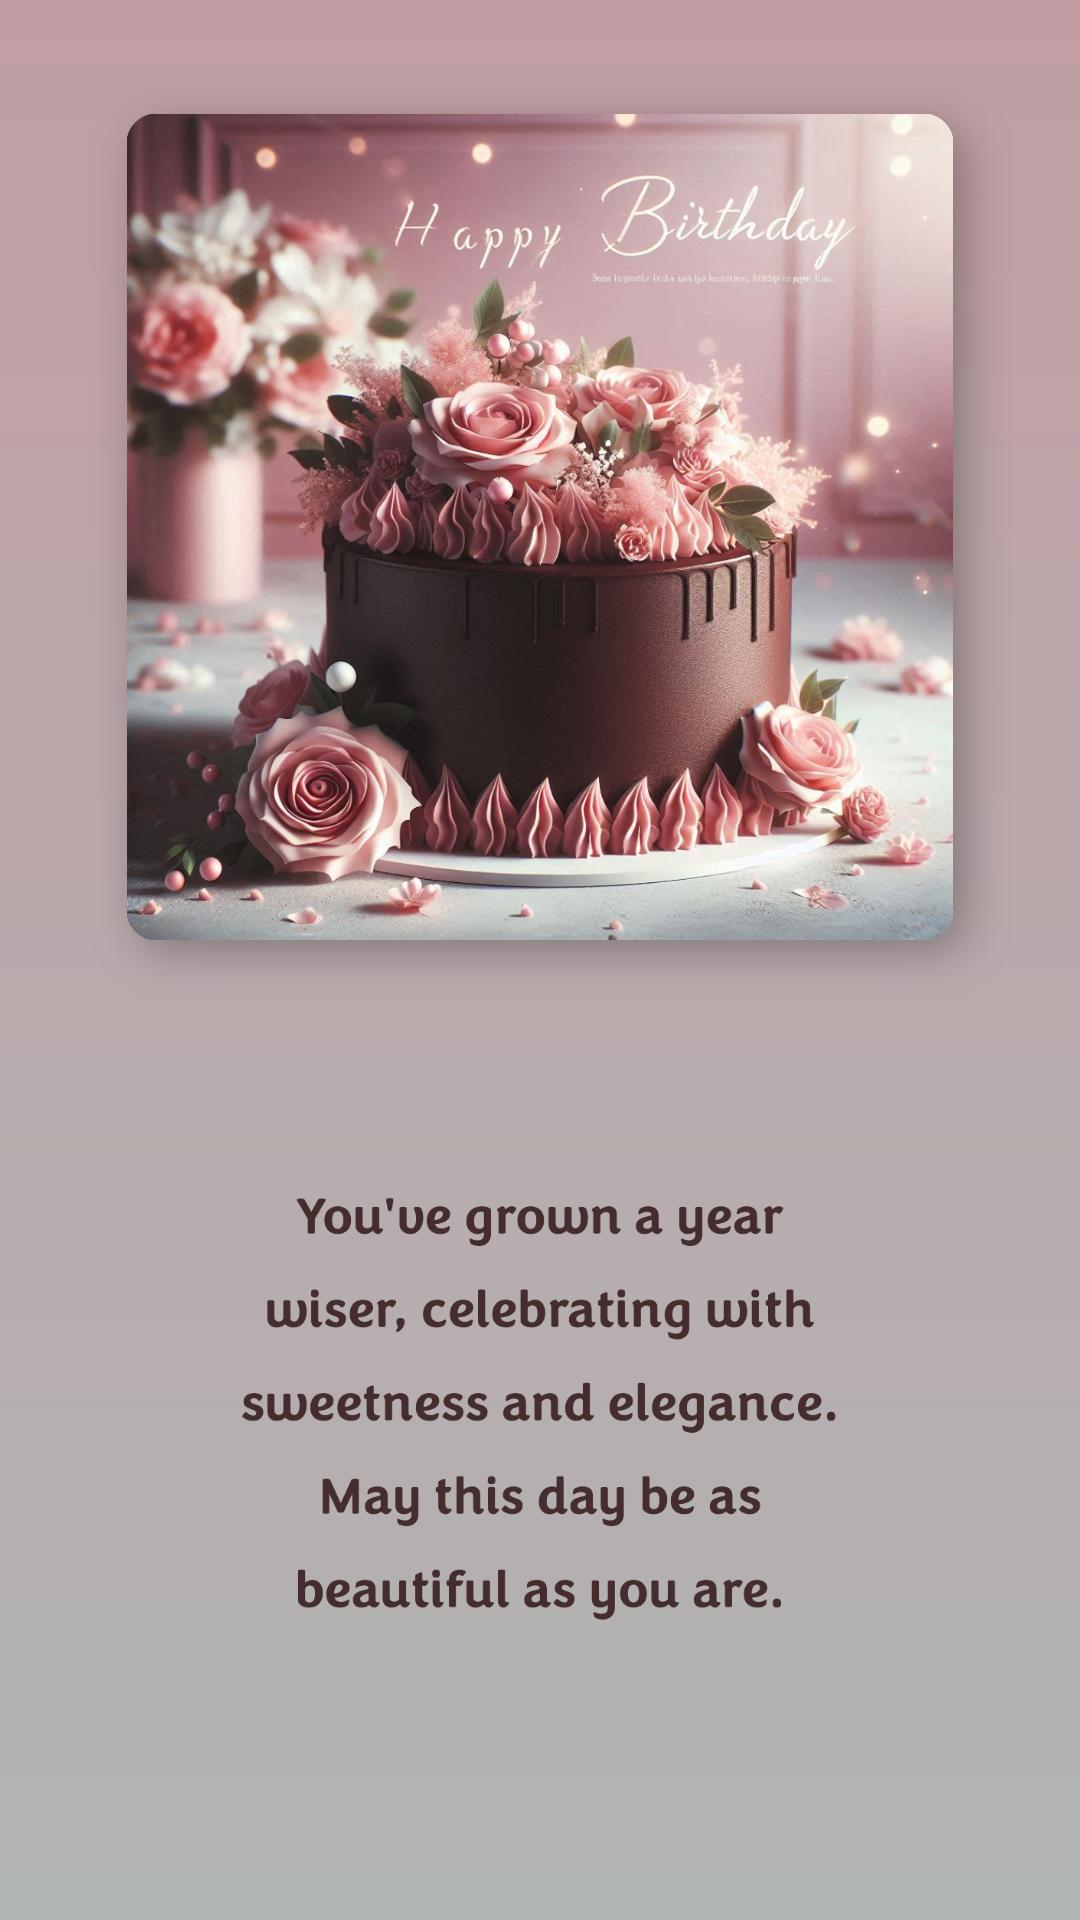 Happy Birthday
You've grown a year
wiser, celebrating with
sweetness and elegance.
May this day be as
beautiful as you are.